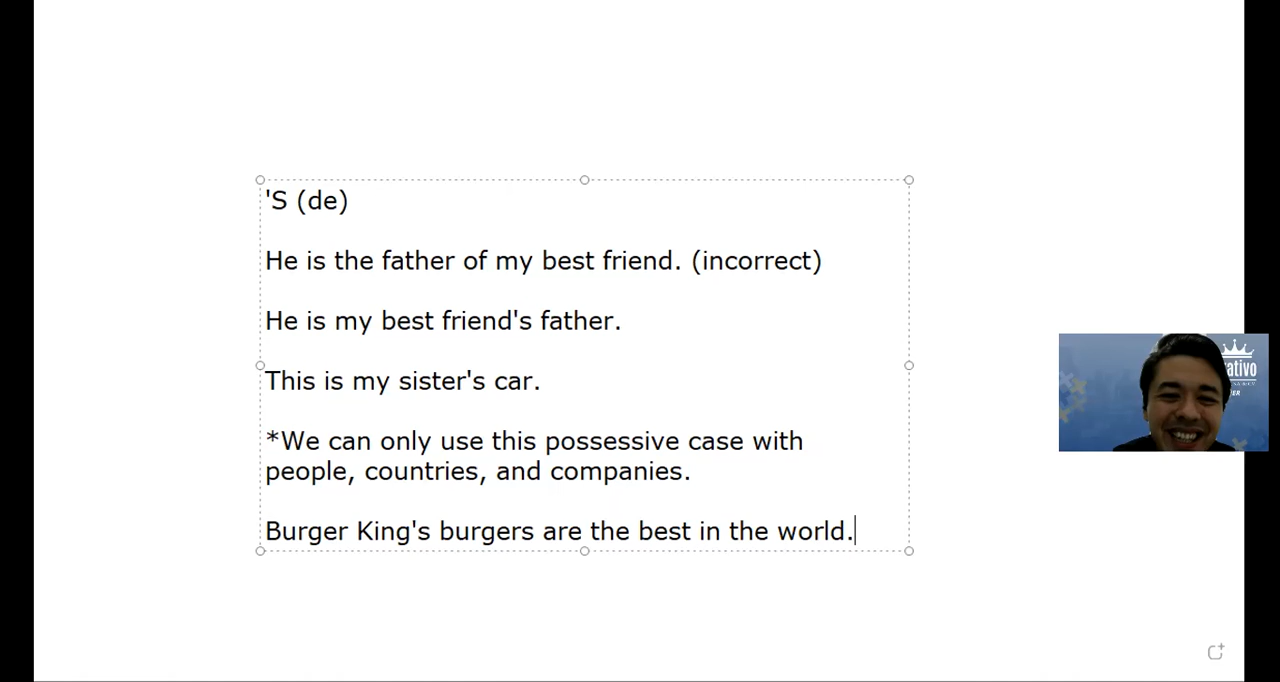 'S (de)
He is the father of my best friend. (incorrect)
He is my best friend's father.
This is my sister's car.
*We can only use this possessive case with
people, countries, and companies.
Burger King's burgers are the best in the world.